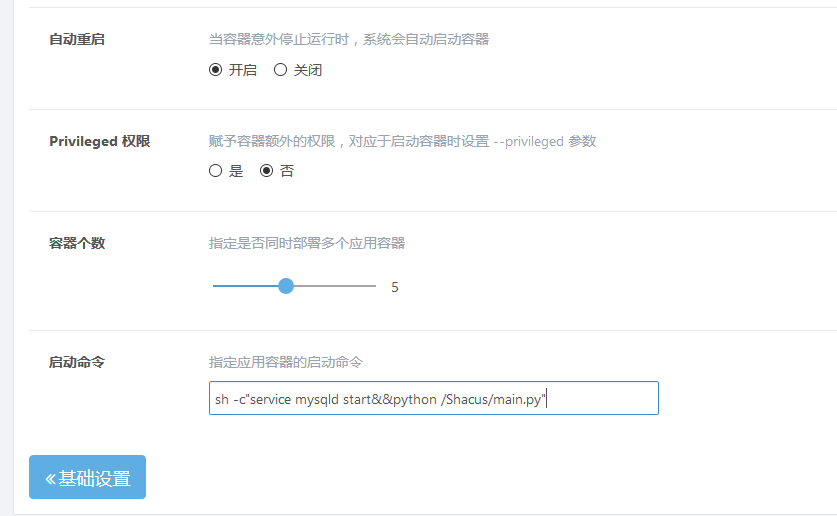 自动重启
当容器意外停止运行时，系统会自动启动容器
开启 关闭
Privileged 权限
赋予容器额外的权限，对应于启动容器时设置 --privileged 参数
是 否
容器个数
指定是否同时部署多个应用容器
5
启动命令
指定应用容器的启动命令
sh -c"service mysqld start&&python /Shacus/main.py"
«基础设置